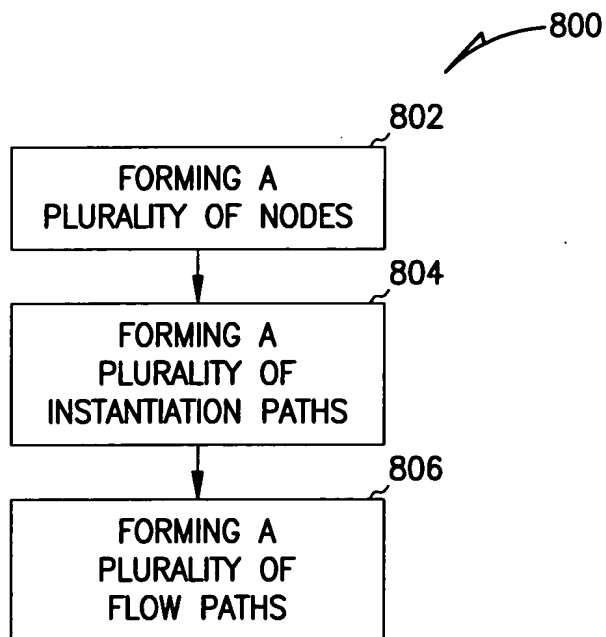 800
802
FORMING A
PLURALITY OF NODES
804
FORMING A
PLURALITY OF
INSTANTIATION PATHS
806
FORMING A
PLURALITY OF
FLOW PATHS